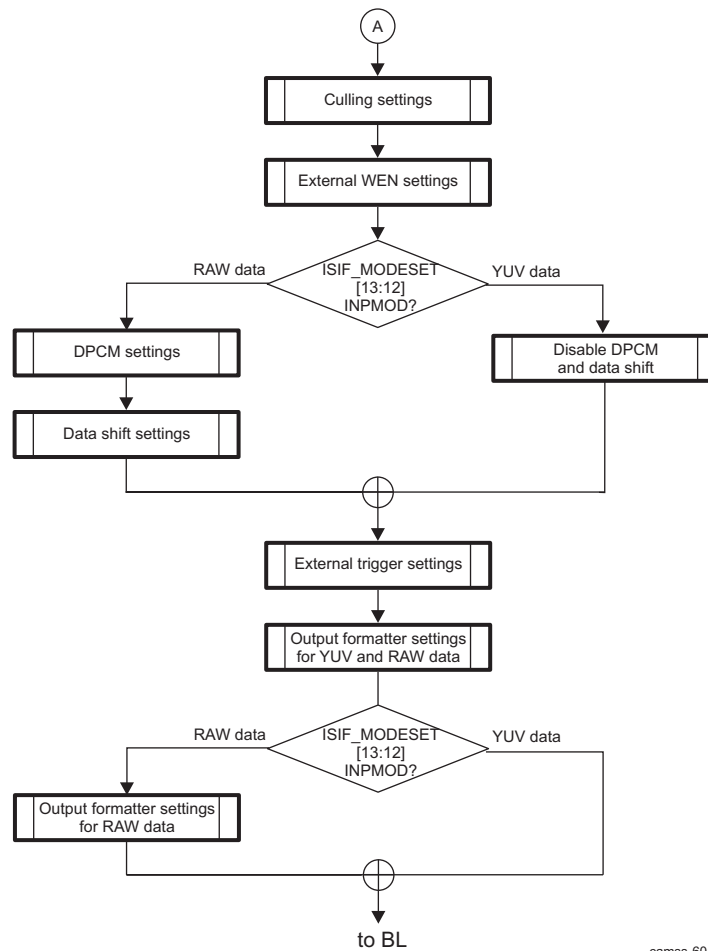 A
Culling settings
External WEN settings
RAW data
ISIF_MODESET
[13:12]
INPMOD?
YUV data
DPCM settings
Disable DPCM
and data shift
Data shift settings
External trigger settings
Output formatter settings
for YUV and RAW data
RAW data
ISIF_MODESET
[13:12]
INPMOD?
YUV data
Output formatter settings
for RAW data
to BL